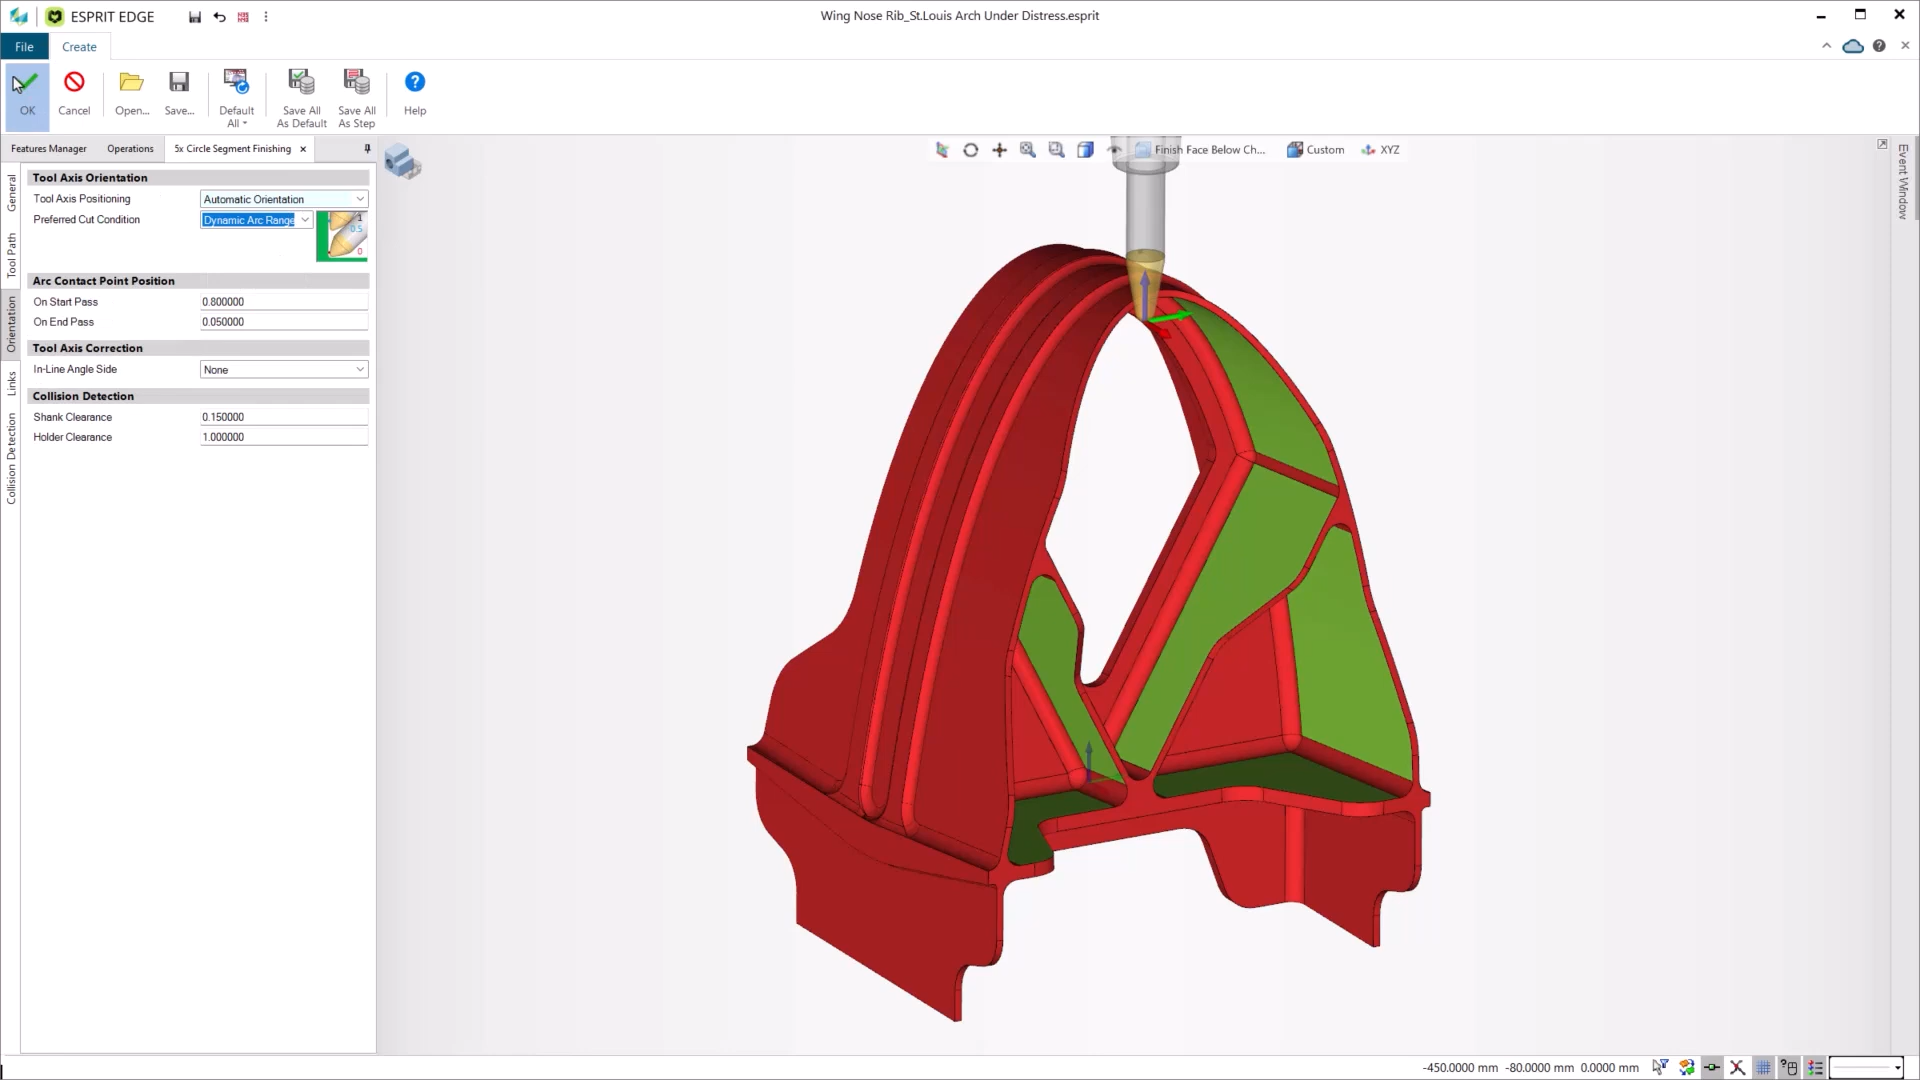 ESPRIT EDGE
Wing Nose Rib_St.Louis Arch Under Distress.esprit
File
Create
OK
Cancel
Open...
Save...
Default All
Save All As Default
Save All As Step
Help
Features Manager
Operations
5x Circle Segment Finishing
Finish Face Below Ch...
Custom
XYZ
Event Window
General
Tool Path
Orientation
Links
Collision Detection
Tool Axis Orientation
Tool Axis Positioning
Automatic Orientation
Preferred Cut Condition
Dynamic Arc Range
1
0.5
0
Arc Contact Point Position
On Start Pass
0.800000
On End Pass
0.050000
Tool Axis Correction
In-Line Angle Side
None
Collision Detection
Shank Clearance
0.150000
Holder Clearance
1.000000
-450.0000 mm -80.0000 mm 0.0000 mm